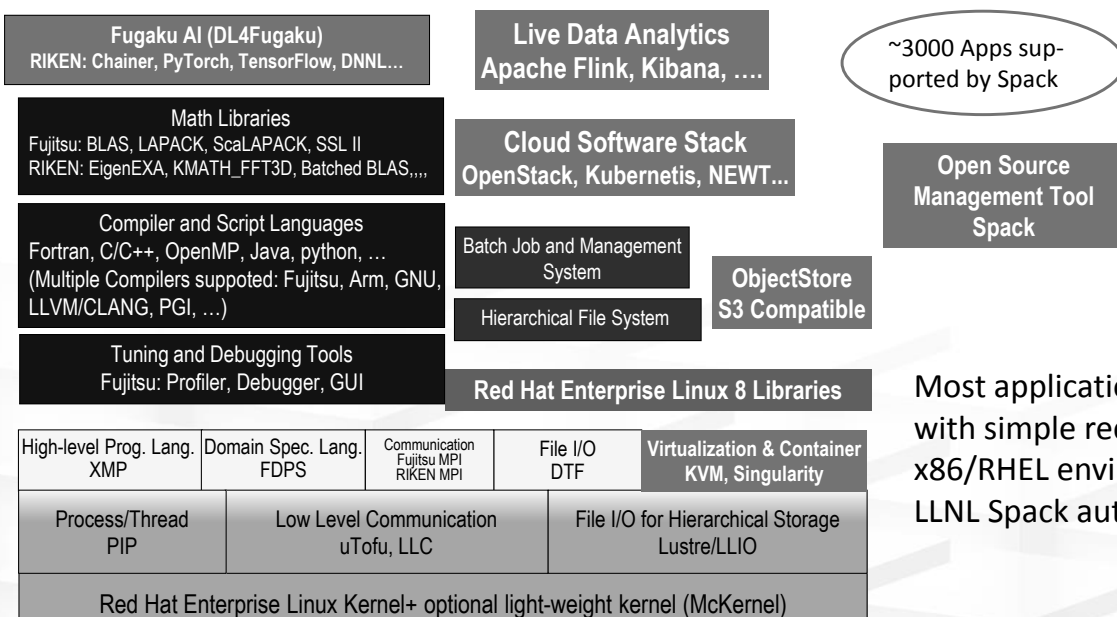 Fugaku AI (DL4Fugaku)
RIKEN: Chainer, PyTorch, TensorFlow, DNNL…
Live Data Analytics
Apache Flink, Kibana, ….
~3000 Apps sup-
ported by Spack
Math Libraries
Fujitsu: BLAS, LAPACK, ScaLAPACK, SSL II
RIKEN: EigenEXA, KMATH_FFT3D, Batched BLAS,,,,
Cloud Software Stack
OpenStack, Kubernetis, NEWT...
Open Source
Management Tool
Spack
Compiler and Script Languages
Fortran, C/C++, OpenMP, Java, python, …
(Multiple Compilers suppoted: Fujitsu, Arm, GNU,
LLVM/CLANG, PGI, …)
Batch Job and Management
System
Hierarchical File System
ObjectStore
S3 Compatible
Tuning and Debugging Tools
Fujitsu: Profiler, Debugger, GUI
Red Hat Enterprise Linux 8 Libraries
High-level Prog. Lang.
XMP
Domain Spec. Lang.
FDPS
Communication
Fujitsu MPI
RIKEN MPI
File I/O
DTF
Virtualization & Container
KVM, Singularity
Process/Thread
PIP
Low Level Communication
uTofu, LLC
File I/O for Hierarchical Storage
Lustre/LLIO
Red Hat Enterprise Linux Kernel+ optional light-weight kernel (McKernel)
Most applicati
with simple re
x86/RHEL envi
LLNL Spack aut